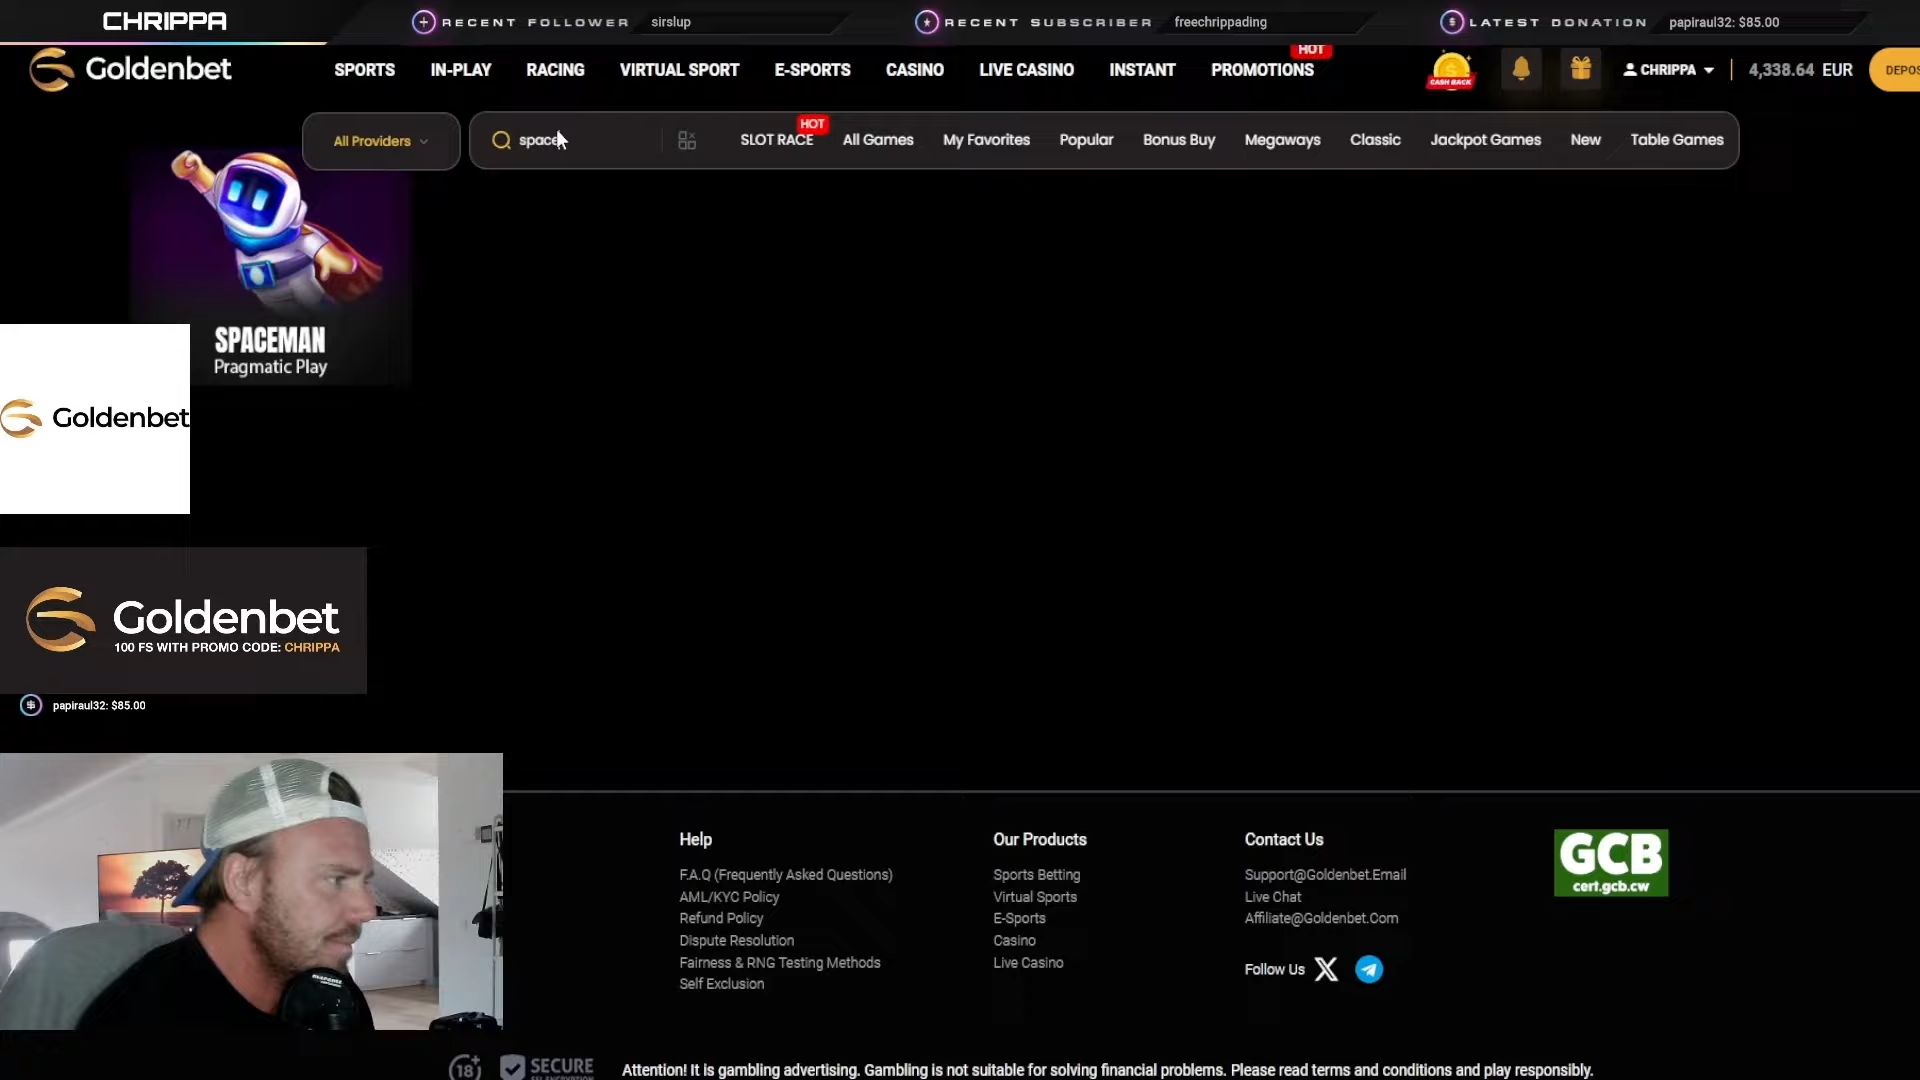 CHRIPPA
RECENT FOLLOWER sirslup
RECENT SUBSCRIBER freechrippading
LATEST DONATION papiraul32: $85.00
Goldenbet
SPORTS IN-PLAY RACING VIRTUAL SPORT E-SPORTS CASINO LIVE CASINO INSTANT PROMOTIONS
HOT
CASH BACK
CHRIPPA
4,338.64 EUR
DEPOS
All Providers
space
HOT
SLOT RACE All Games My Favorites Popular Bonus Buy Megaways Classic Jackpot Games New Table Games
SPACEMAN
Pragmatic Play
Goldenbet
Goldenbet
100 FS WITH PROMO CODE: CHRIPPA
papiraul32: $85.00
Help
F.A.Q (Frequently Asked Questions)
AML/KYC Policy
Refund Policy
Dispute Resolution
Fairness & RNG Testing Methods
Self Exclusion
Our Products
Sports Betting
Virtual Sports
E-Sports
Casino
Live Casino
Contact Us
Support@Goldenbet.Email
Live Chat
Affiliate@Goldenbet.Com
Follow Us
GCB
cert.gcb.cw
18+
SECURE
Attention! It is gambling advertising. Gambling is not suitable for solving financial problems. Please read terms and conditions and play responsibly.